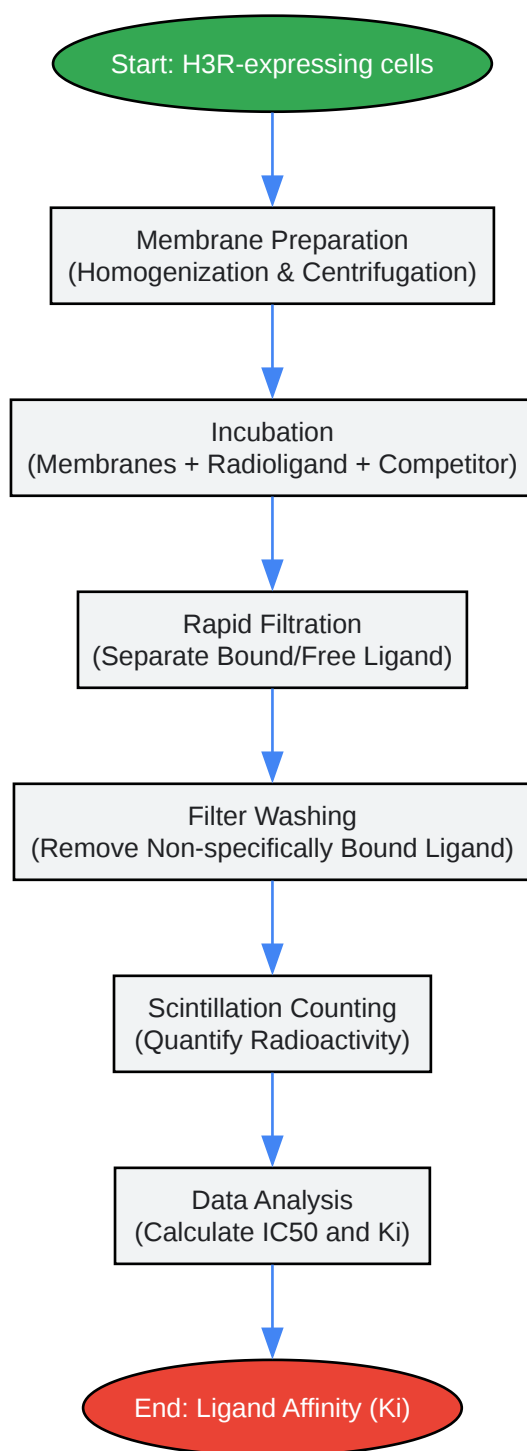 Start: H3R-expressing cells
Membrane Preparation
(Homogenization & Centrifugation)
Incubation
(Membranes + Radioligand + Competitor)
Rapid Filtration
(Separate Bound/Free Ligand)
Filter Washing
(Remove Non-specifically Bound Ligand)
Scintillation Counting
(Quantify Radioactivity)
Data Analysis
(Calculate IC50 and Ki)
End: Ligand Affinity (Ki)